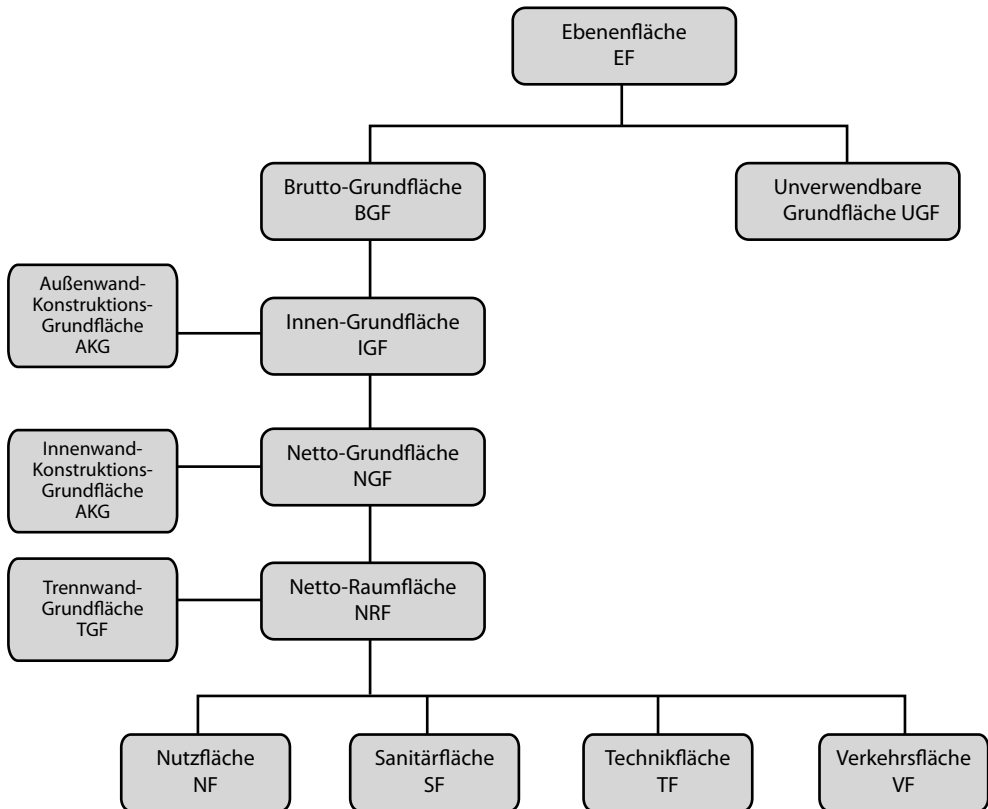 Ebenenfläche
EF
Brutto-Grundfläche
BGF
Unverwendbare
Grundfläche UGF
Außenwand-
Konstruktions-
Grundfläche
AKG
Innen-Grundfläche
IGF
Innenwand-
Konstruktions-
Grundfläche
AKG
Netto-Grundfläche
NGF
Trennwand-
Grundfläche
TGF
Netto-Raumfläche
NRF
Nutzfläche
NF
Sanitärfläche
SF
Technikfläche
TF
Verkehrsfläche
VF